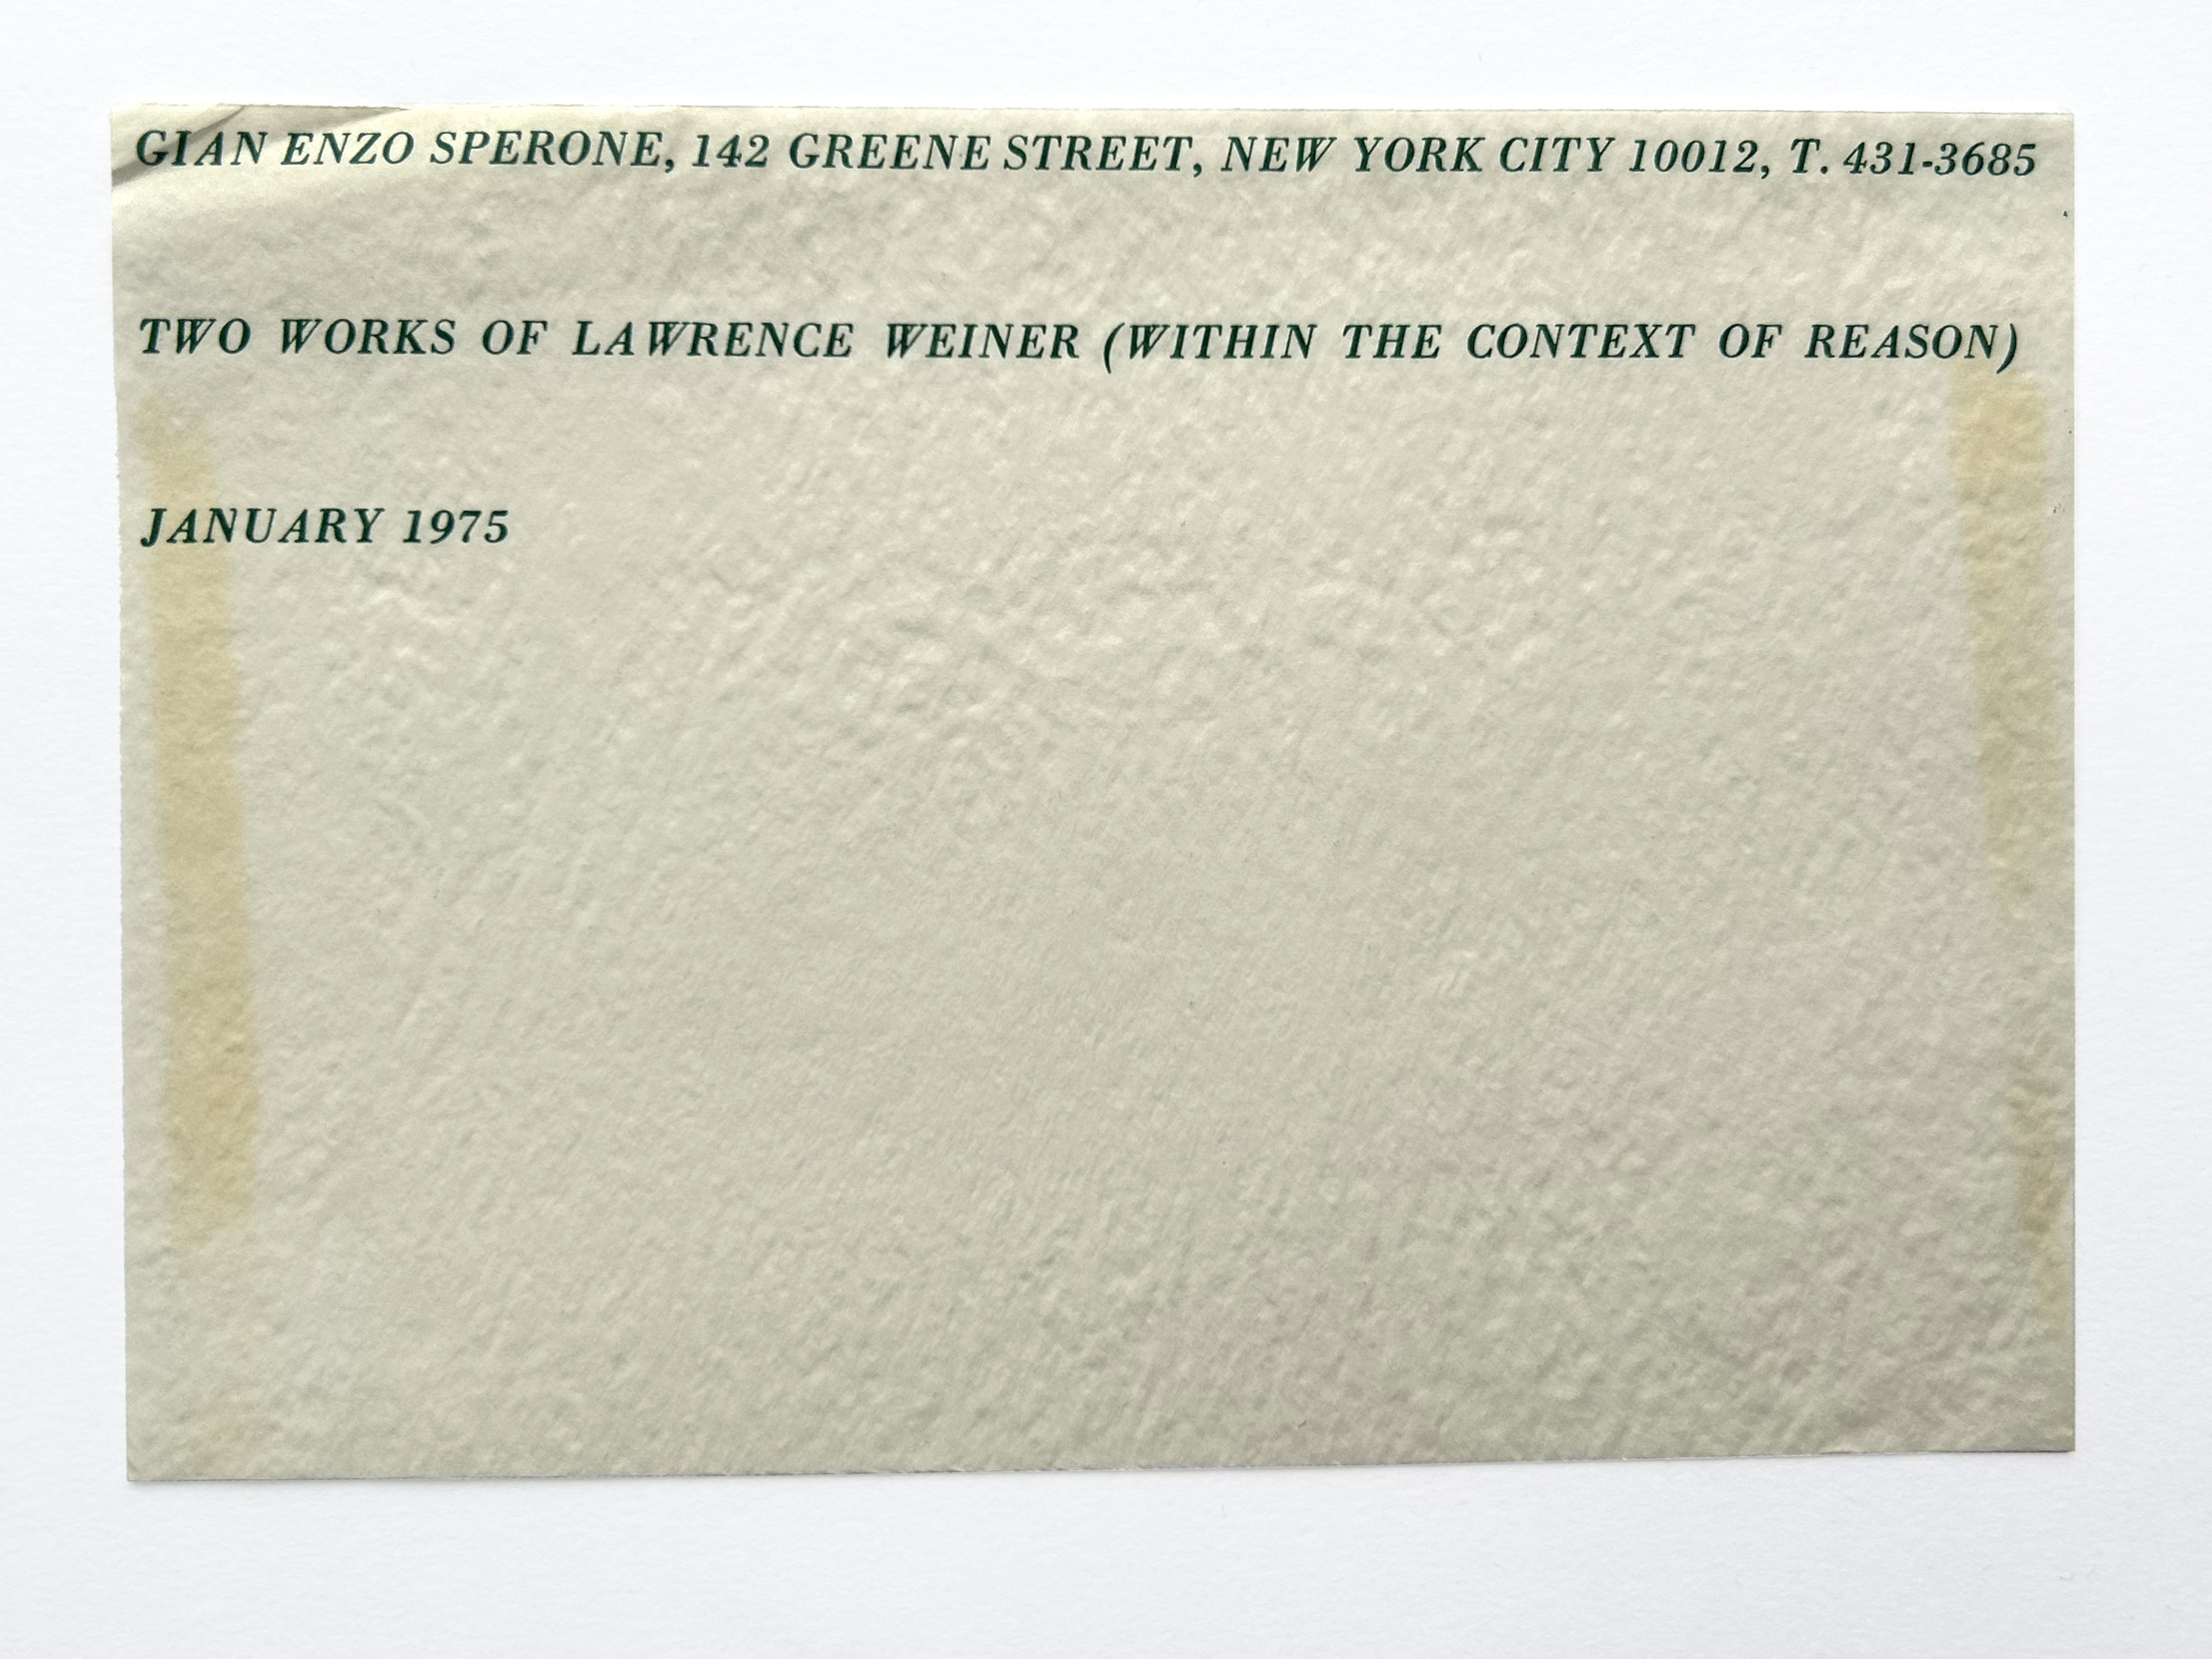 GIAN ENZO SPERONE, 142 GREENE STREET, NEW YORK CITY 10012, T. 431-3685
TWO WORKS OF LAWRENCE WEINER (WITHIN THE CONTEXT OF REASON)
JANUARY 1975